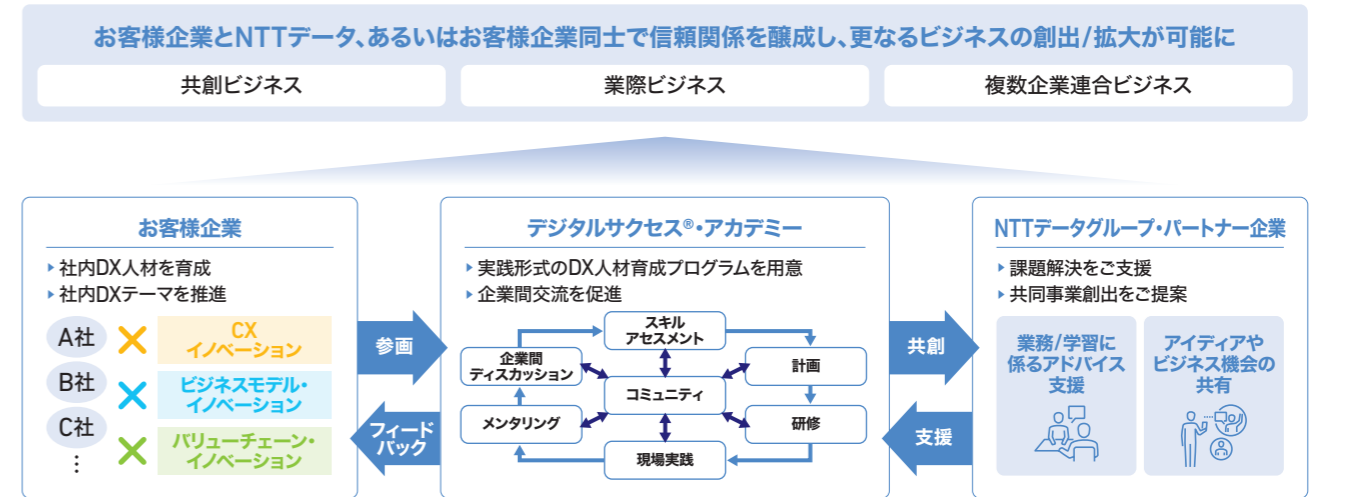 お客様企業とNTTデータ、あるいはお客様企業同士で信頼関係を醸成し、更なるビジネスの創出/拡大が可能に
共創ビジネス
業際ビジネス
複数企業連合ビジネス
お客様企業
▶社内DX人材を育成
▶社内DXテーマを推進
A社
CX
イノベーション
B社
ビジネスモデル・
イノベーション
C社
バリューチェーン・
イノベーション
⋮
参画
フィード
バック
デジタルサクセス®・アカデミー
▶実践形式のDX人材育成プログラムを用意
▶企業間交流を促進
スキル
アセスメント
企業間
ディスカッション
計画
コミュニティ
メンタリング
研修
現場実践
共創
支援
NTTデータグループ・パートナー企業
▶課題解決をご支援
▶共同事業創出をご提案
業務/学習に
係るアドバイス
支援
アイディアや
ビジネス機会の
共有